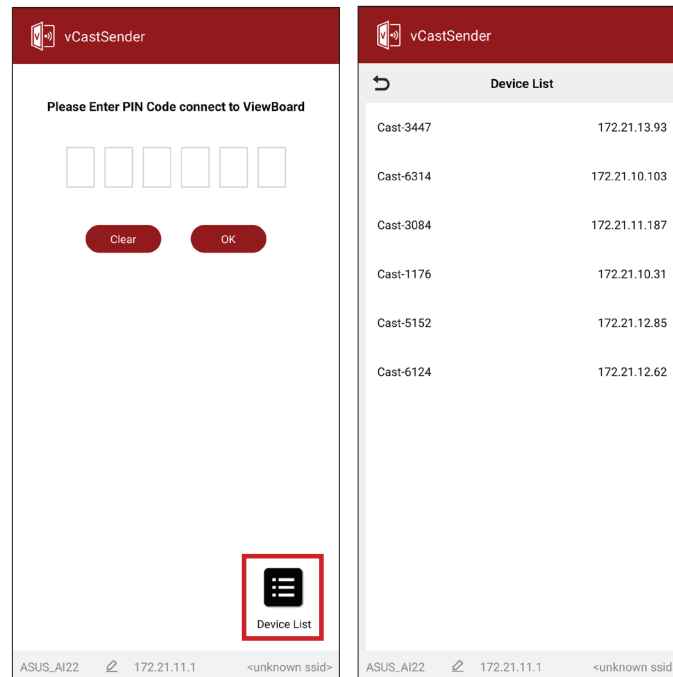 vCastSender
Please Enter PIN Code connect to ViewBoard
Clear OK
Device List
ASUS_AI22 172.21.11.1 <unknown ssid>
vCastSender
Device List
Cast-3447 172.21.13.93
Cast-6314 172.21.10.103
Cast-3084 172.21.11.187
Cast-1176 172.21.10.31
Cast-5152 172.21.12.85
Cast-6124 172.21.12.62
ASUS_AI22 172.21.11.1 <unknown ssid